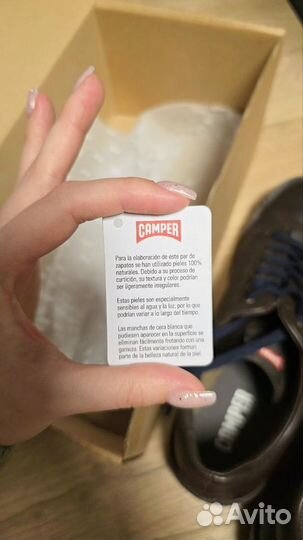 CAMPER
Para la elaboración de este par de
zapatos se han utilizado pieles 100%
naturales. Debido a su proceso de
curtición, su textura y color podrían
ser ligeramente irregulares.
Estas pieles son especialmente
sensibles al agua y la luz, por lo que
podrían variar a lo largo del tiempo.
Las manchas de cera blanca que
pudiesen aparecer en la superficie se
eliminan fácilmente frotando con una
gamuza. Estas variaciones forman
parte de la belleza natural de la piel.
CAMPER
Avito